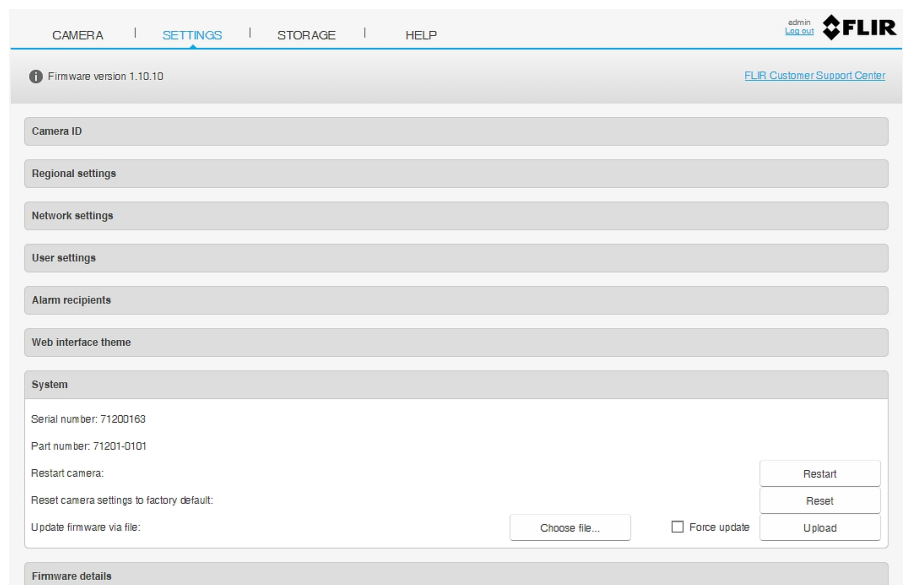 CAMERA | SETTINGS | STORAGE | HELP
admin
Log out
FLIR
Firmware version 1.10.10
FLIR Customer Support Center
Camera ID
Regional settings
Network settings
User settings
Alarm recipients
Web interface theme
System
Serial number: 71200163
Part number: 71201-0101
Restart camera: Restart
Reset camera settings to factory default: Reset
Update firmware via file: Choose file... Force update Upload
Firmware details